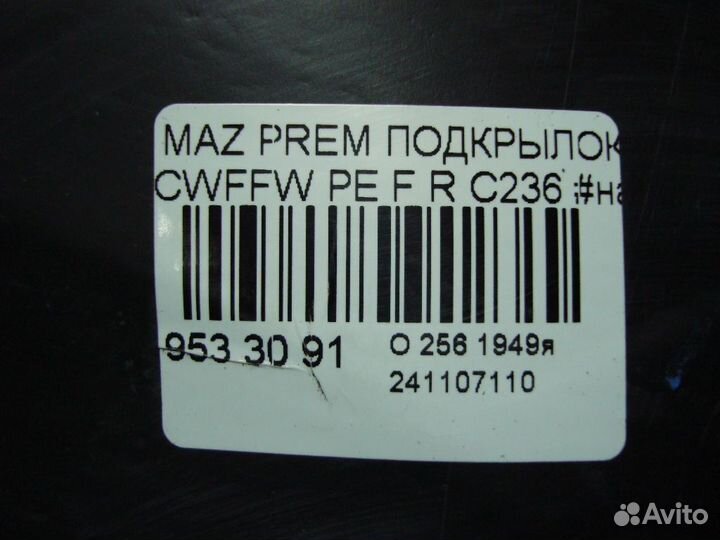 MAZ PREM ПОДКРЫЛОК
CWFFW PE F R C236 #на
953 30 91
О 256 1949я
241107110
Avito